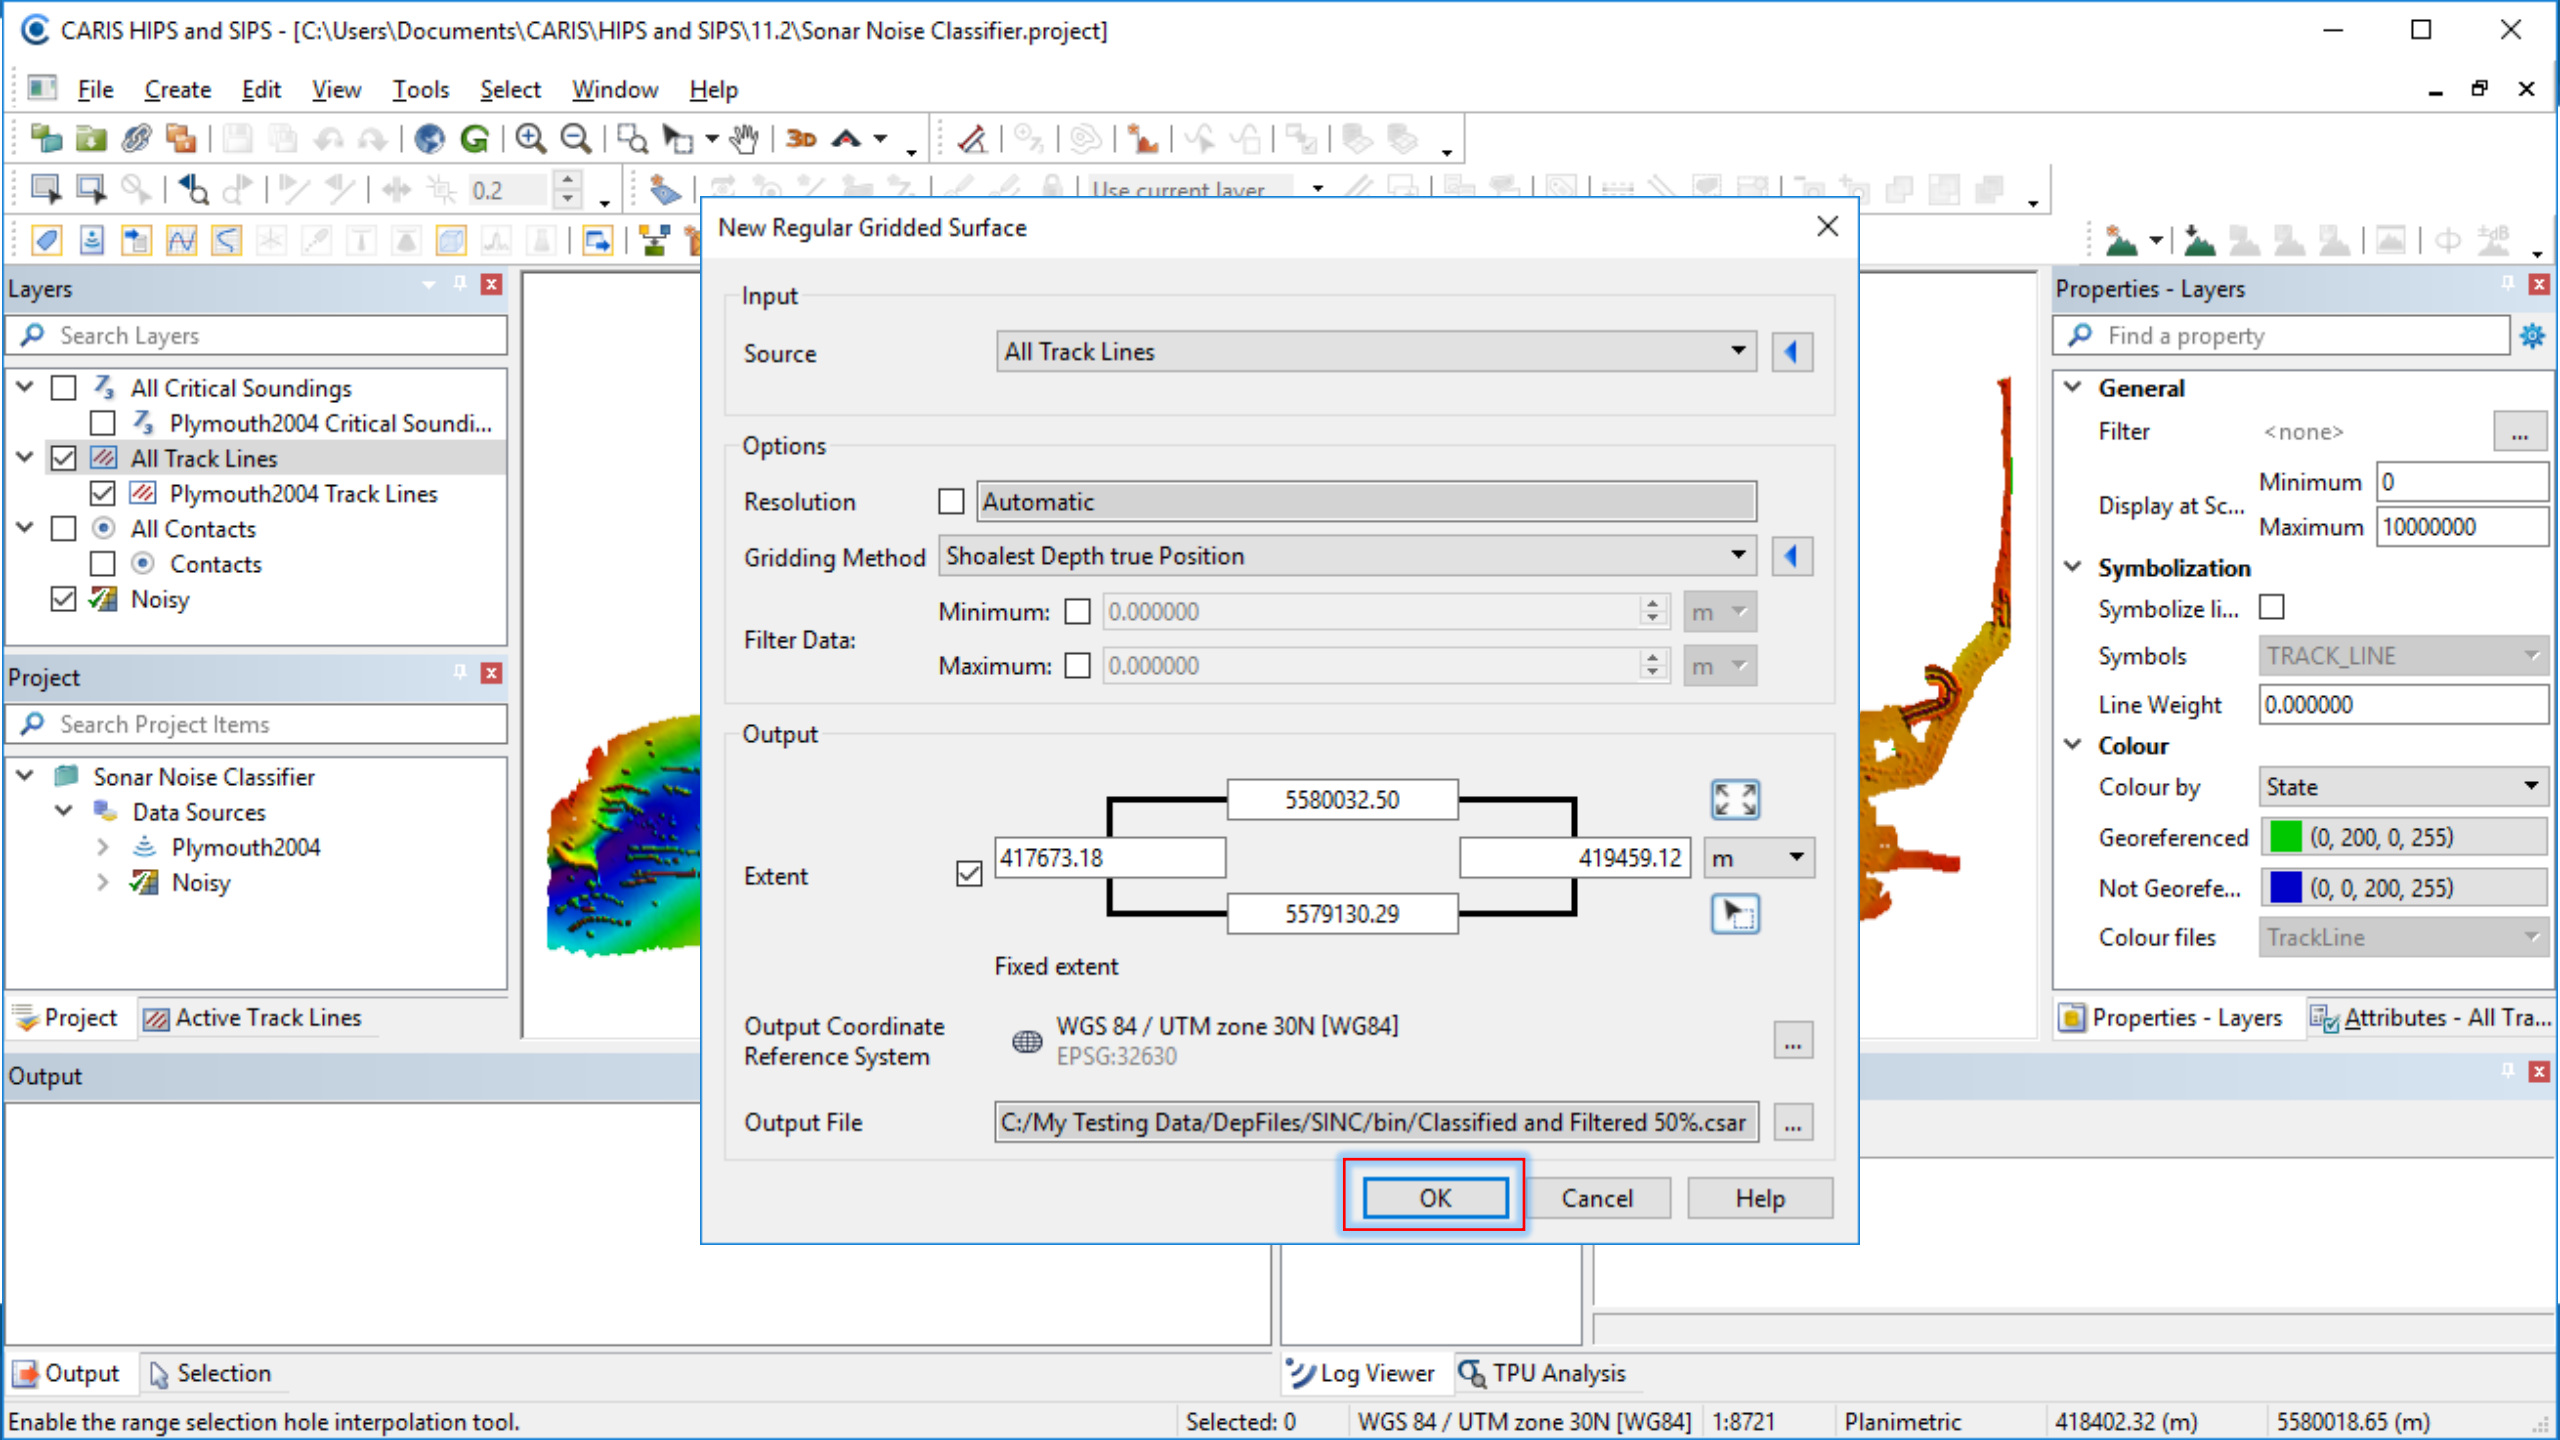 CARIS HIPS and SIPS - [C:\Users\Documents\CARIS\HIPS and SIPS\11.2\Sonar Noise Classifier.project]
File Create Edit View Tools Select Window Help
3D
0.2
Use current layer
±dB
Layers
Search Layers
All Critical Soundings
Plymouth2004 Critical Soundi...
All Track Lines
Plymouth2004 Track Lines
All Contacts
Contacts
Noisy
Project
Search Project Items
Sonar Noise Classifier
Data Sources
Plymouth2004
Noisy
Project Active Track Lines
New Regular Gridded Surface
Input
Source All Track Lines
Options
Resolution Automatic
Gridding Method Shoalest Depth true Position
Filter Data:
Minimum: 0.000000 m
Maximum: 0.000000 m
Output
5580032.50
Extent 417673.18 419459.12 m
5579130.29
Fixed extent
Output Coordinate Reference System
WGS 84 / UTM zone 30N [WG84]
EPSG:32630
...
Output File C:/My Testing Data/DepFiles/SINC/bin/Classified and Filtered 50%.csar ...
OK Cancel Help
Properties - Layers
Find a property
General
Filter <none> ...
Display at Sc...
Minimum 0
Maximum 10000000
Symbolization
Symbolize li...
Symbols TRACK_LINE
Line Weight 0.000000
Colour
Colour by State
Georeferenced (0, 200, 0, 255)
Not Georefe... (0, 0, 200, 255)
Colour files TrackLine
Properties - Layers Attributes - All Tra...
Output
Output Selection
Log Viewer TPU Analysis
Enable the range selection hole interpolation tool. Selected: 0 WGS 84 / UTM zone 30N [WG84] 1:8721 Planimetric 418402.32 (m) 5580018.65 (m)